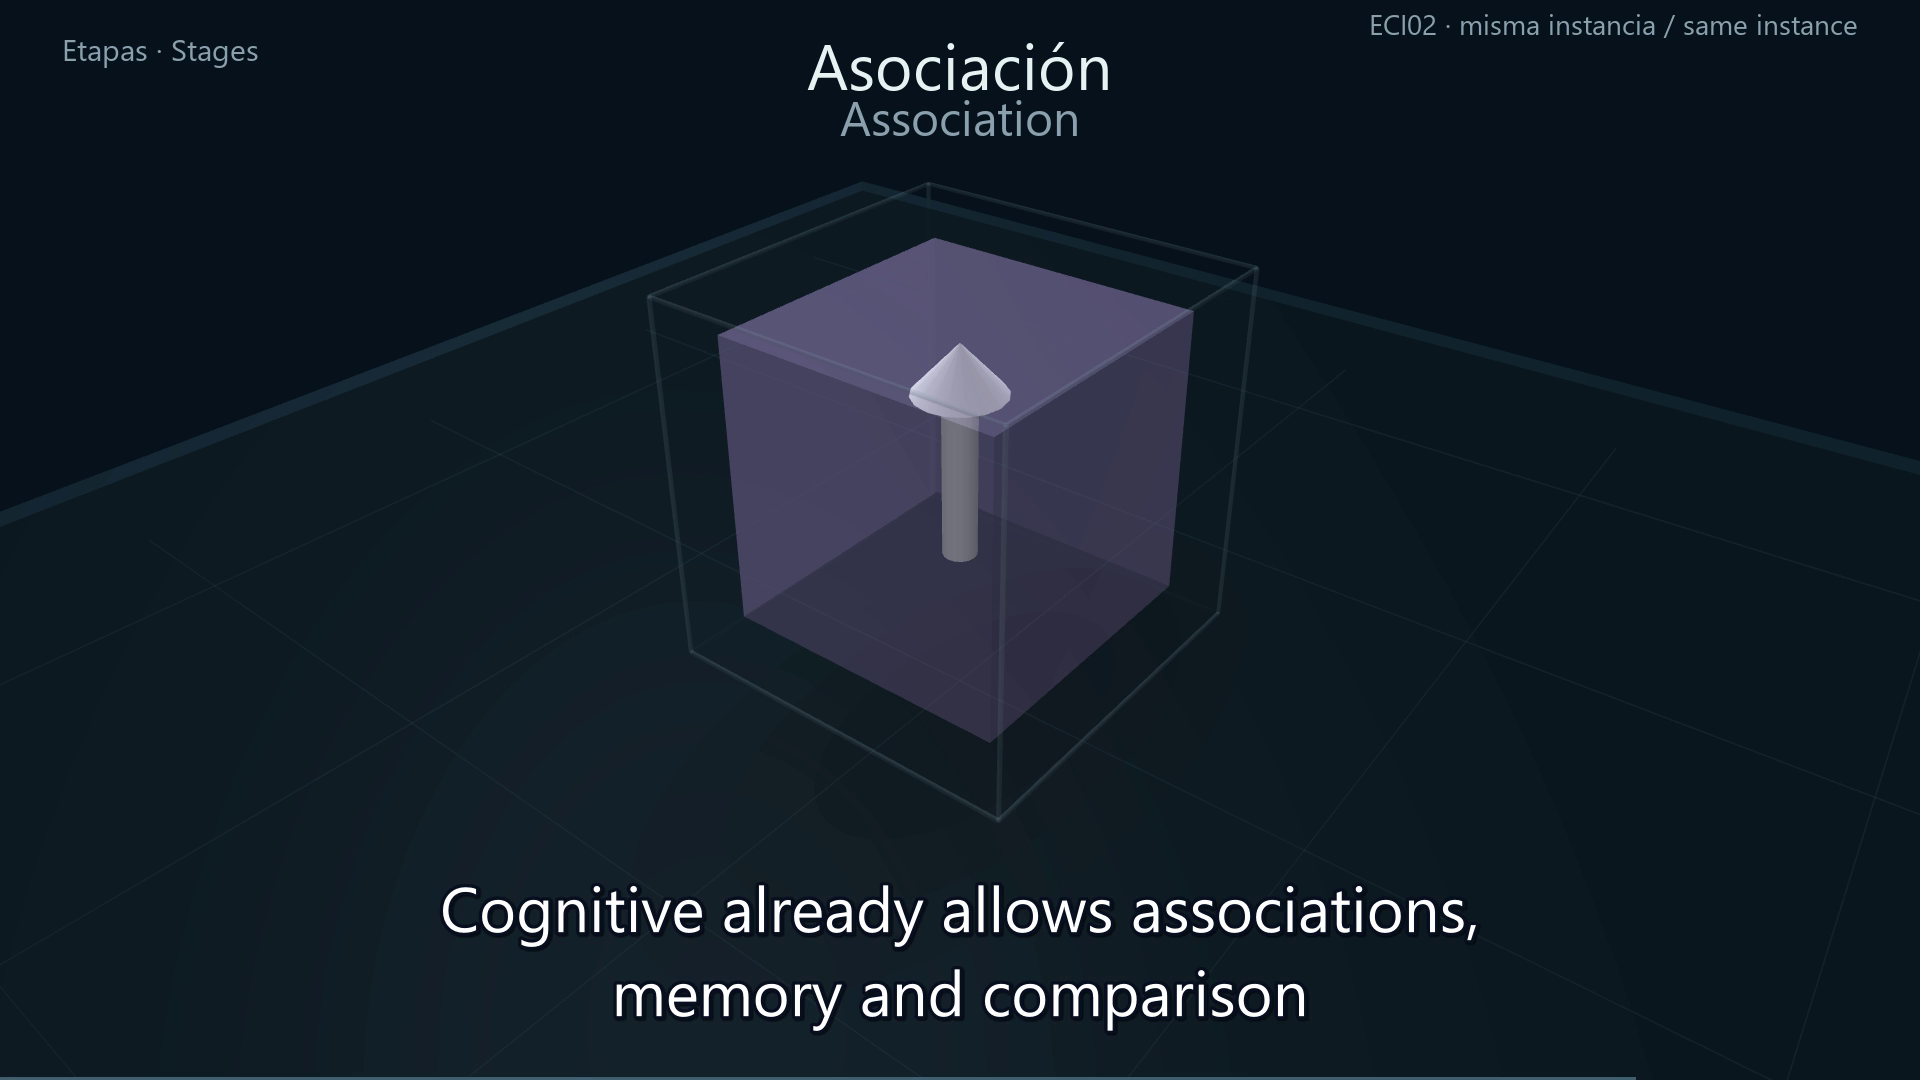 Etapas · Stages
ECI02 · misma instancia / same instance
Asociación
Association
Cognitive already allows associations,
memory and comparison